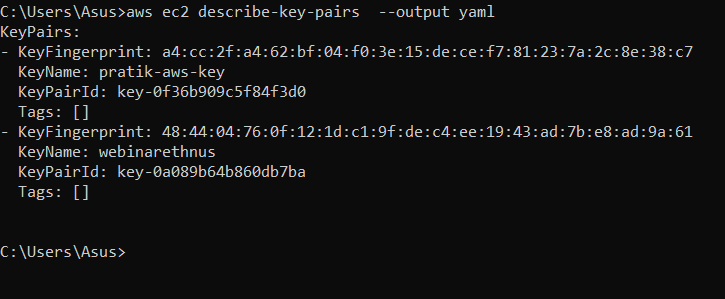 C:\Users\Asus>aws ec2 describe-key-pairs  --output yaml
KeyPairs:
- KeyFingerprint: a4:cc:2f:a4:62:bf:04:f0:3e:15:de:ce:f7:81:23:7a:2c:8e:38:c7
  KeyName: pratik-aws-key
  KeyPairId: key-0f36b909c5f84f3d0
  Tags: []
- KeyFingerprint: 48:44:04:76:0f:12:1d:c1:9f:de:c4:ee:19:43:ad:7b:e8:ad:9a:61
  KeyName: webinarethnus
  KeyPairId: key-0a089b64b860db7ba
  Tags: []
C:\Users\Asus>